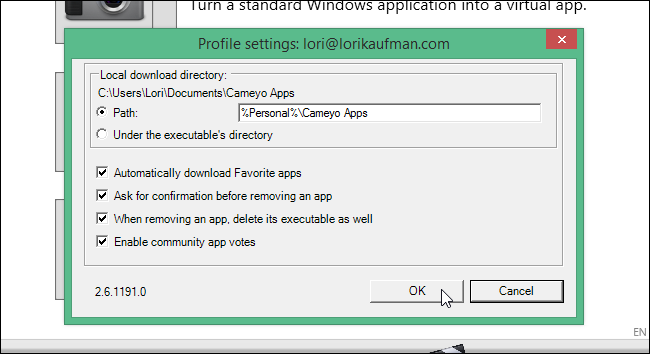 Turn a standard Windows application into a virtual app.
Profile settings: lori@lorikaufman.com
Local download directory:
C:\Users\Lori\Documents\Cameyo Apps
Path: %Personal%\Cameyo Apps
Under the executable's directory
Automatically download Favorite apps
Ask for confirmation before removing an app
When removing an app, delete its executable as well
Enable community app votes
2.6.1191.0 OK Cancel
EN